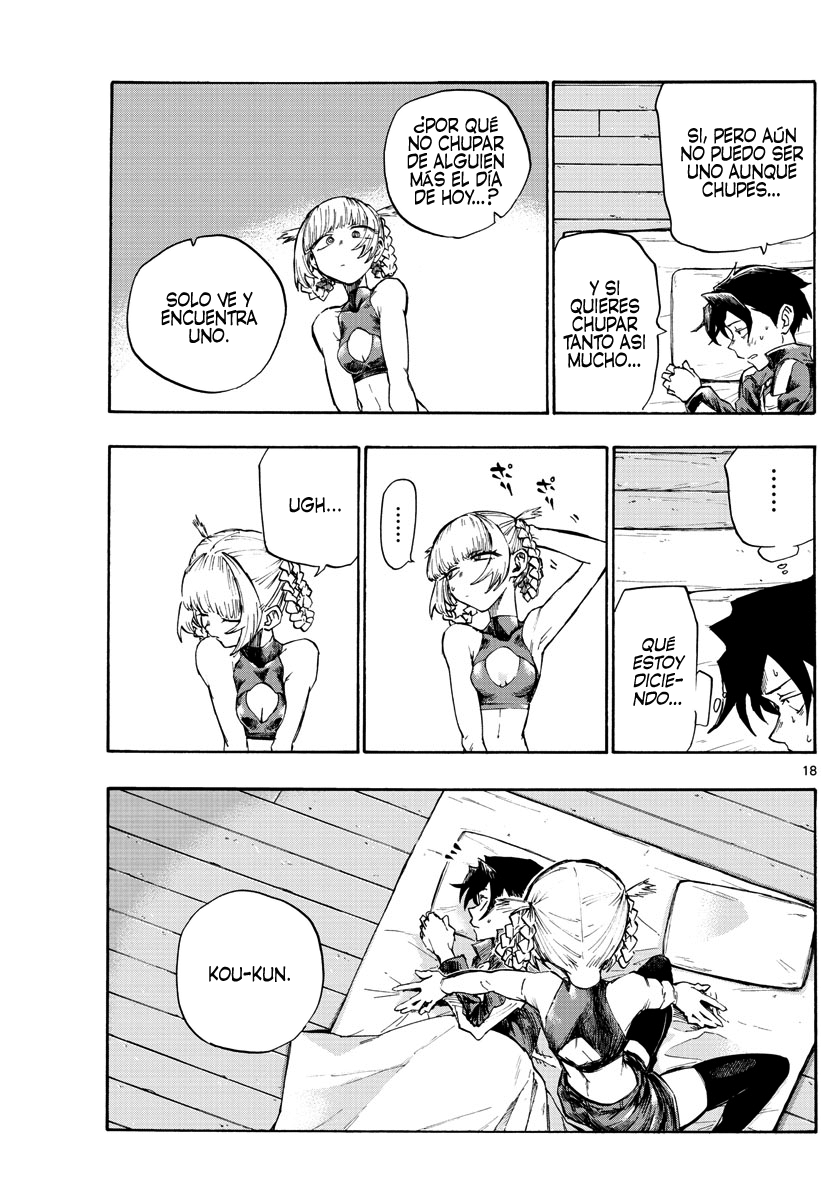 SI, PERO AÚN
NO PUEDO SER
UNO AUNQUE
CHUPES...
Y SI
QUIERES
CHUPAR
TANTO ASI
MUCHO...
¿POR QUÉ
NO CHUPAR
DE ALGUIEN
MÁS EL DÍA
DE HOY...?
SOLO VE Y
ENCUENTRA
UNO.
......
QUÉ
ESTOY
DICIE-
NDO...
ポ
ポ
......
UGH...
18
KOU-KUN.